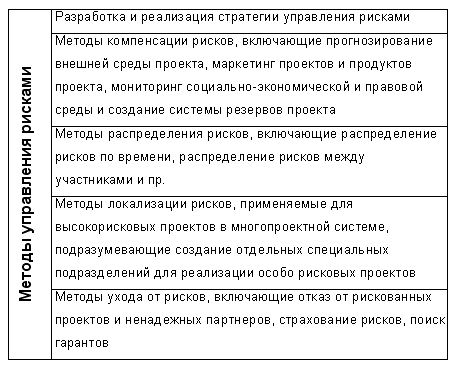 Методы управления рисками
Разработка и реализация стратегии управления рисками
Методы компенсации рисков, включающие прогнозирование
внешней среды проекта, маркетинг проектов и продуктов
проекта, мониторинг социально-экономической и правовой
среды и создание системы резервов проекта
Методы распределения рисков, включающие распределение
рисков по времени, распределение рисков между
участниками и пр.
Методы локализации рисков, применяемые для
высокорисковых проектов в многопроектной системе,
подразумевающие создание отдельных специальных
подразделений для реализации особо рисковых проектов
Методы ухода от рисков, включающие отказ от рискованных
проектов и ненадежных партнеров, страхование рисков, поиск
гарантов